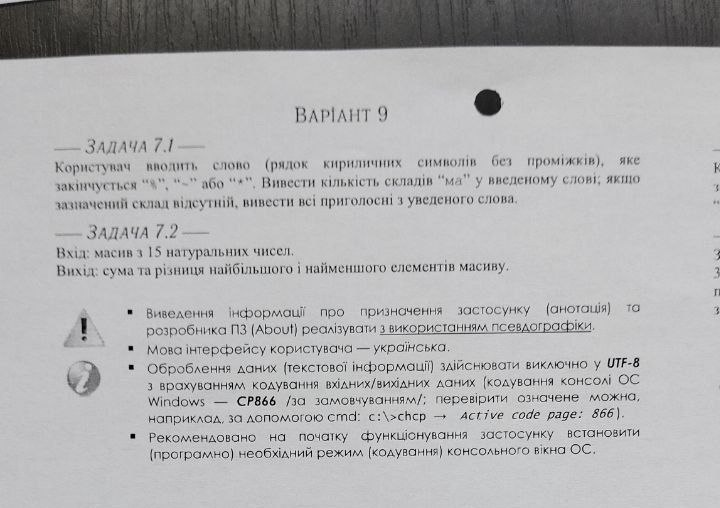 ВАРІАНТ 9
— ЗАДАЧА 7.1 —
Користувач вводить слово (рядок кириличних символів без проміжків), яке
закінчується “%”, “~” або “*”. Вивести кількість складів “ма” у введеному слові; якщо
зазначений склад відсутній, вивести всі приголосні з уведеного слова.
— ЗАДАЧА 7.2 —
Вхід: масив з 15 натуральних чисел.
Вихід: сума та різниця найбільшого і найменшого елементів масиву.
▪ Виведення інформації про призначення застосунку (анотація) та
розробника ПЗ (About) реалізувати з використанням псевдографіки.
▪ Мова інтерфейсу користувача — українська.
▪ Оброблення даних (текстової інформації) здійснювати виключно у UTF-8
з врахуванням кодування вхідних/вихідних даних (кодування консолі ОС
Windows — CP866 /за замовчуванням/; перевірити означене можна,
наприклад, за допомогою cmd: c:\>chcp → Active code page: 866).
▪ Рекомендовано на початку функціонування застосунку встановити
(програмно) необхідний режим (кодування) консольного вікна ОС.